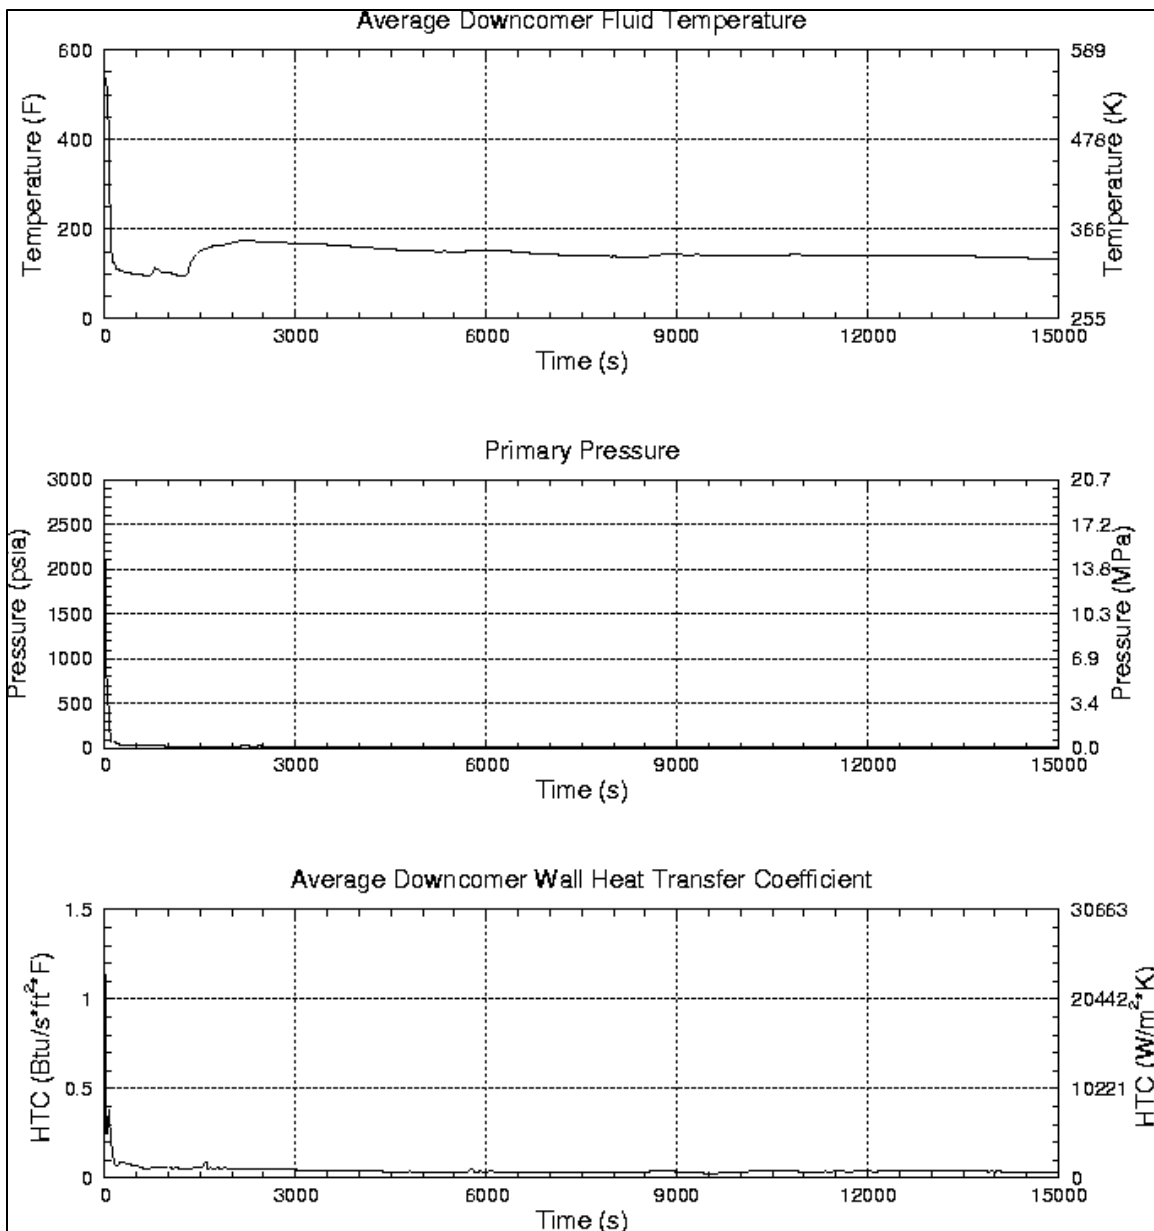 Average Downcomer Fluid Temperature
600
400
200
0
Temperature (F)
589
478
366
255
Temperature (K)
0 3000 6000 9000 12000 15000
Time (s)
Primary Pressure
3000
2500
2000
1500
1000
500
0
Pressure (psia)
20.7
17.2
13.8
10.3
6.9
3.4
0.0
Pressure (MPa)
0 3000 6000 9000 12000 15000
Time (s)
Average Downcomer Wall Heat Transfer Coefficient
1.5
1
0.5
0
HTC (Btu/s*ft²*F)
30663
20442
10221
0
HTC (W/m²*K)
0 3000 6000 9000 12000 15000
Time (s)